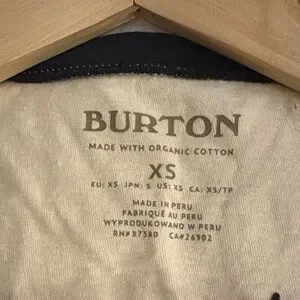 BURTON
MADE WITH ORGANIC COTTON
XS
EU: XS JPN: S US: XS CA: XS/TP
MADE IN PERU
FABRIQUÉ AU PERU
WYPRODUKOWANO W PERU
RN# 87380 CA#26902